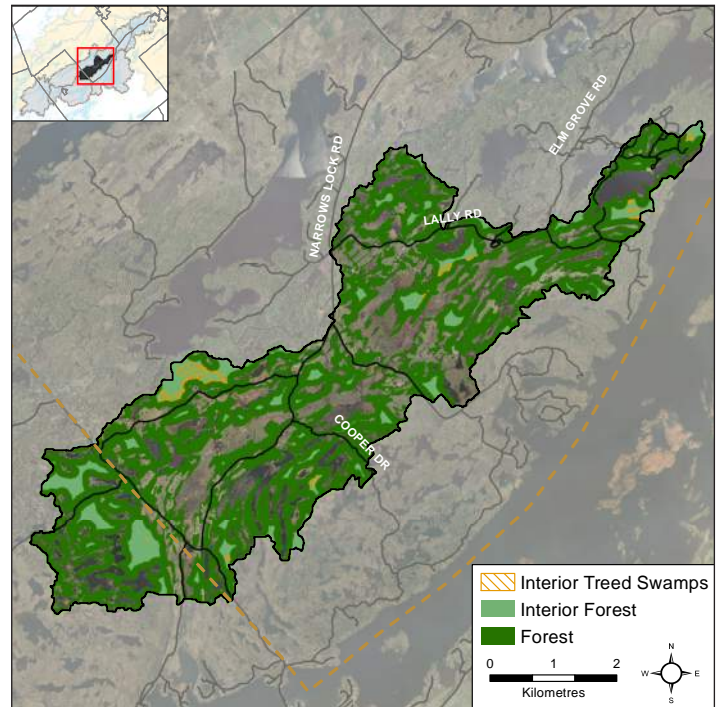 ELM GROVE RD
NARROWS LOCK RD
LALLY RD
COOPER DR
Interior Treed Swamps
Interior Forest
Forest
0 1 2
Kilometres
N
W E
S